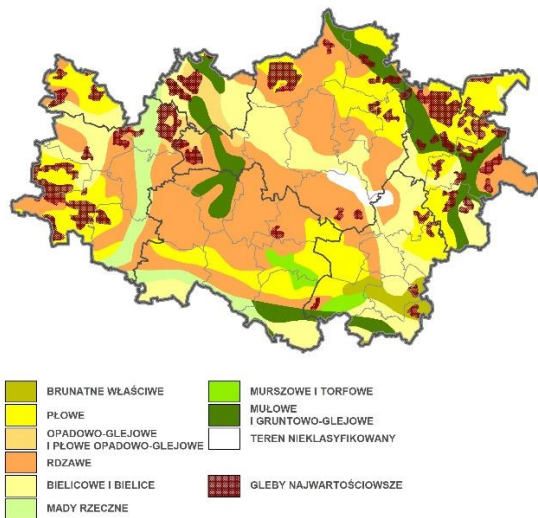 BRUNATNE WŁAŚCIWE
PŁOWE
OPADOWO-GLEJOWE
I PŁOWE OPADOWO-GLEJOWE
RDZAWE
BIELICOWE I BIELICE
MADY RZECZNE
MURSZOWE I TORFOWE
MUŁOWE
I GRUNTOWO-GLEJOWE
TEREN NIEKLASYFIKOWANY
GLEBY NAJWARTOŚCIOWSZE